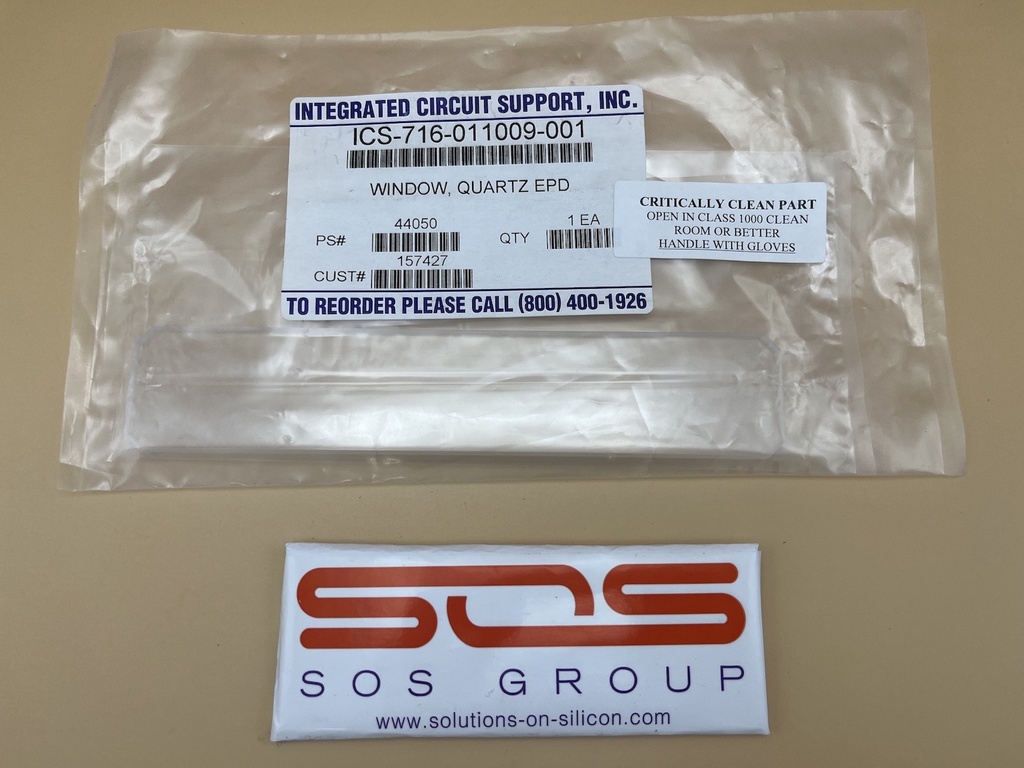 INTEGRATED CIRCUIT SUPPORT, INC.
ICS-716-011009-001
WINDOW, QUARTZ EPD
44050
PS#
1 EA
QTY
157427
CUST#
TO REORDER PLEASE CALL (800) 400-1926
CRITICALLY CLEAN PART
OPEN IN CLASS 1000 CLEAN
ROOM OR BETTER
HANDLE WITH GLOVES
SOS
SOS GROUP
www.solutions-on-silicon.com